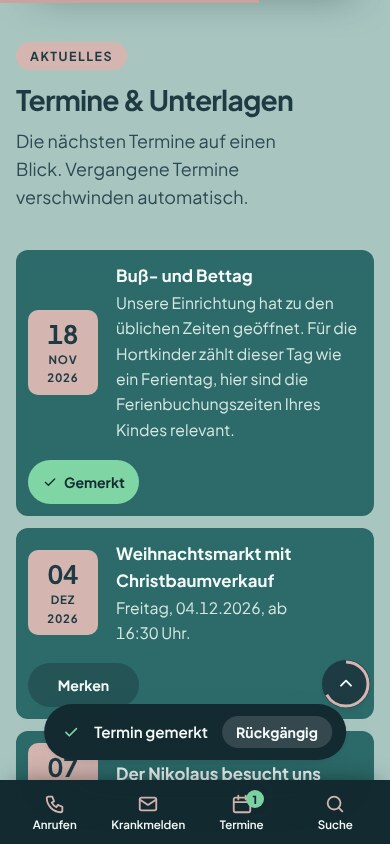 AKTUELLES
Termine & Unterlagen
Die nächsten Termine auf einen
Blick. Vergangene Termine
verschwinden automatisch.
Buß- und Bettag
Unsere Einrichtung hat zu den
üblichen Zeiten geöffnet. Für die
Hortkinder zählt dieser Tag wie
ein Ferientag, hier sind die
Ferienbuchungszeiten Ihres
Kindes relevant.
18
NOV
2026
Gemerkt
Weihnachtsmarkt mit
Christbaumverkauf
Freitag, 04.12.2026, ab
16:30 Uhr.
04
DEZ
2026
Merken
Termin gemerkt Rückgängig
07
Der Nikolaus besucht uns
1
Anrufen Krankmelden Termine Suche